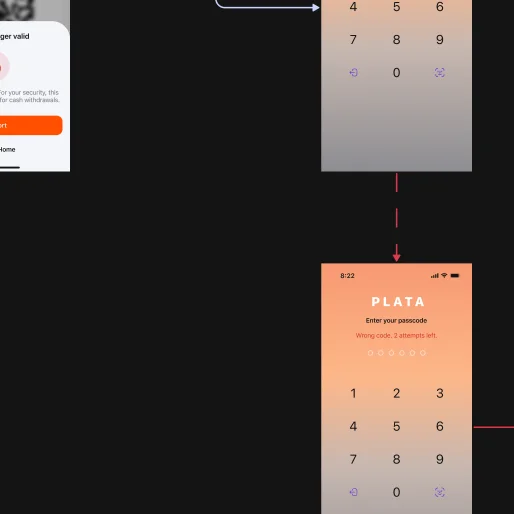 ger valid
For your security, this
for cash withdrawals.
ort
Home
4 5 6
7 8 9
0
8:22
PLATA
Enter your passcode
Wrong code, 2 attempts left.
1 2 3
4 5 6
7 8 9
0